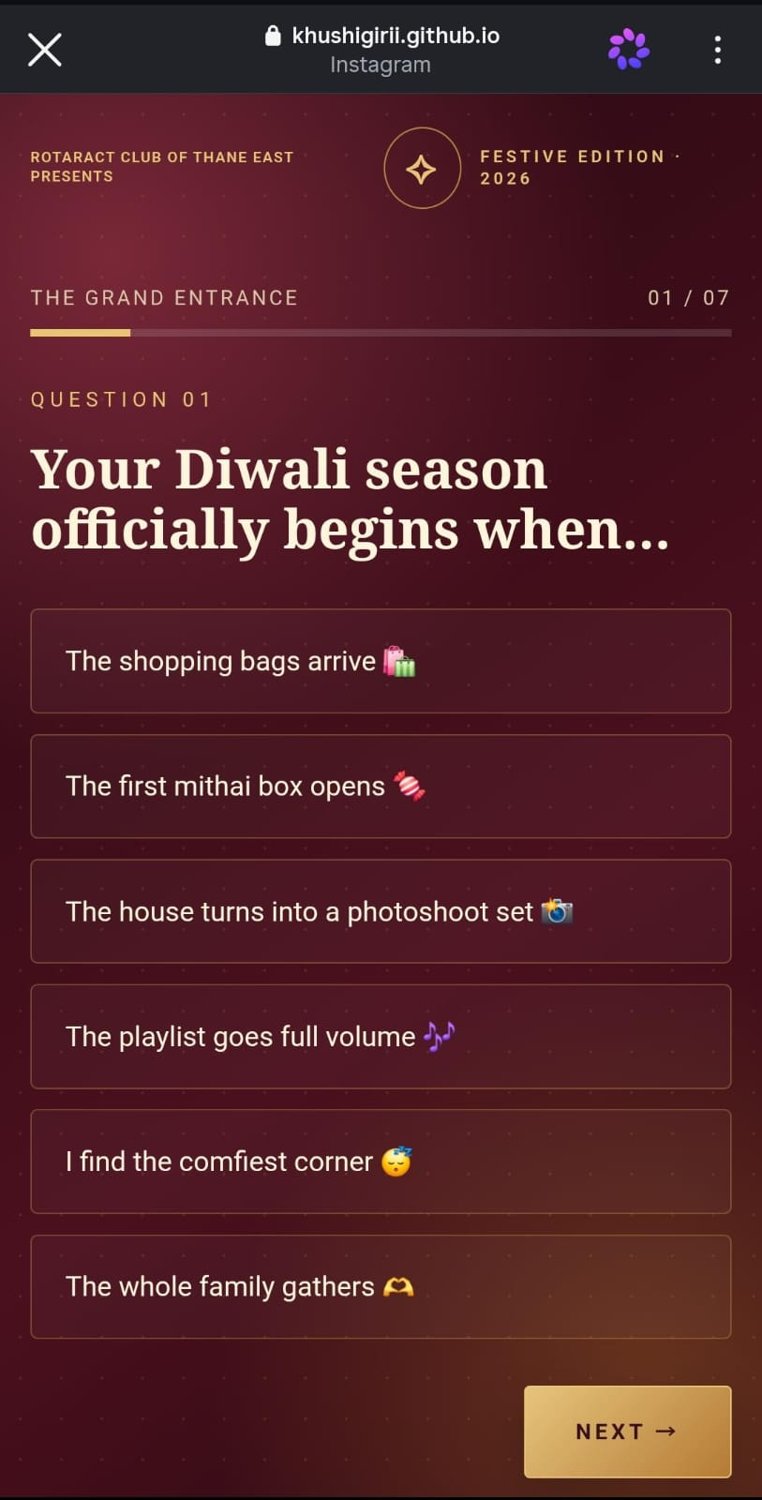 khushigirii.github.io
Instagram
ROTARACT CLUB OF THANE EAST
PRESENTS
FESTIVE EDITION ·
2026
THE GRAND ENTRANCE
01 / 07
QUESTION 01
Your Diwali season
officially begins when...
The shopping bags arrive 🛍️
The first mithai box opens 🍬
The house turns into a photoshoot set 📸
The playlist goes full volume 🎶
I find the comfiest corner 😴
The whole family gathers 🫶
NEXT →